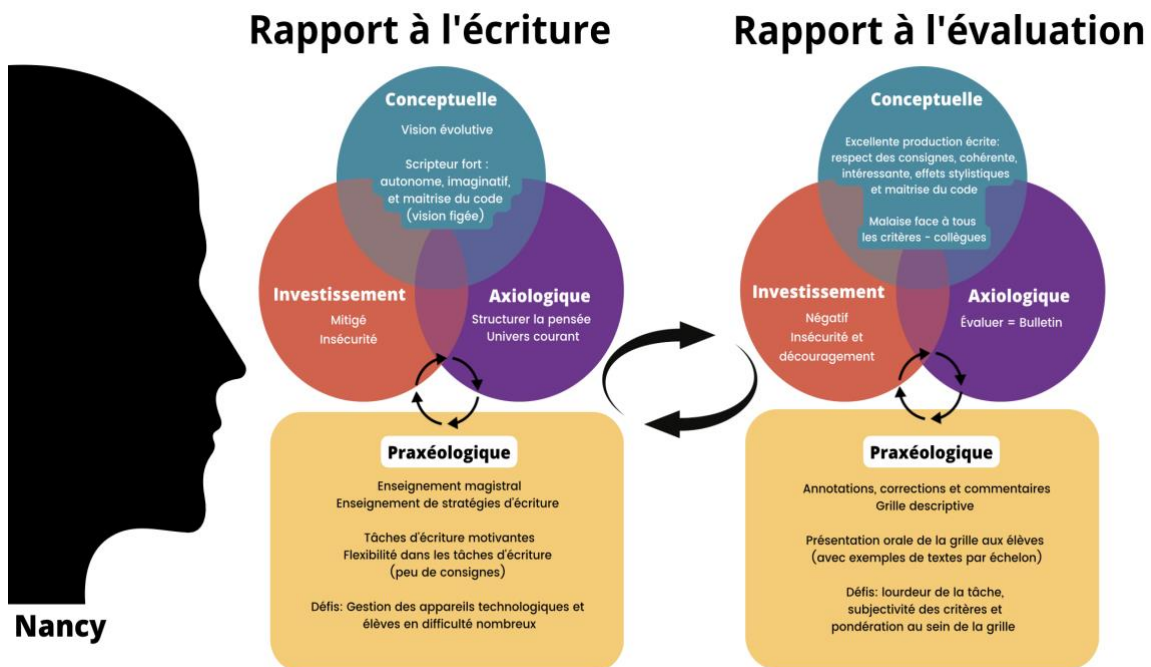 Rapport à l'écriture
Conceptuelle
Vision évolutive
Scripteur fort :
autonome, imaginatif,
et maîtrise du code
(vision figée)
Investissement
Mitigé
Insécurité
Axiologique
Structurer la pensée
Univers courant
Praxéologique
Enseignement magistral
Enseignement de stratégies d'écriture
Tâches d'écriture motivantes
Flexibilité dans les tâches d'écriture
(peu de consignes)
Défis: Gestion des appareils technologiques et
élèves en difficulté nombreux
Rapport à l'évaluation
Conceptuelle
Excellente production écrite:
respect des consignes, cohérente,
intéressante, effets stylistiques
et maitrise du code
Malaise face à tous
les critères - collègues
Investissement
Négatif
Insécurité et
découragement
Axiologique
Évaluer = Bulletin
Praxéologique
Annotations, corrections et commentaires
Grille descriptive
Présentation orale de la grille aux élèves
(avec exemples de textes par échelon)
Défis: lourdeur de la tâche,
subjectivité des critères et
pondération au sein de la grille
Nancy